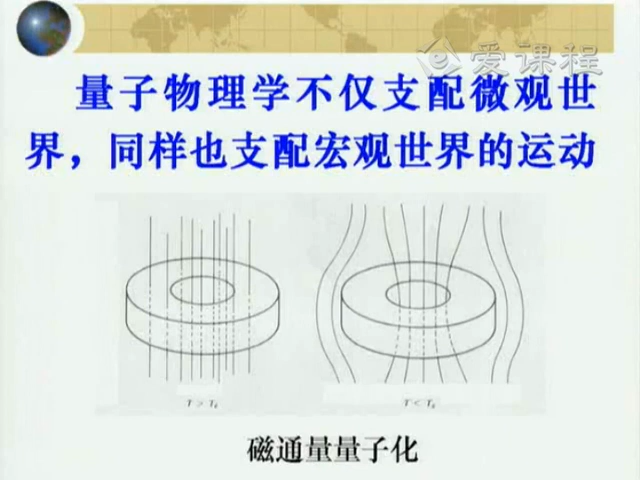 爱课程
量子物理学不仅支配微观世
界，同样也支配宏观世界的运动
T > Tc
T < Tc
磁通量量子化